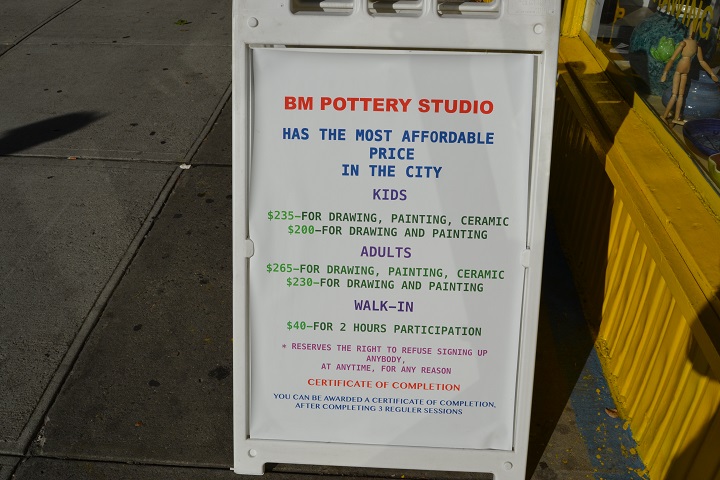 BM POTTERY STUDIO
HAS THE MOST AFFORDABLE
PRICE
IN THE CITY
KIDS
$235-FOR DRAWING, PAINTING, CERAMIC
$200-FOR DRAWING AND PAINTING
ADULTS
$265-FOR DRAWING, PAINTING, CERAMIC
$230-FOR DRAWING AND PAINTING
WALK-IN
$40-FOR 2 HOURS PARTICIPATION
* RESERVES THE RIGHT TO REFUSE SIGNING UP
ANYBODY,
AT ANYTIME, FOR ANY REASON
CERTIFICATE OF COMPLETION
YOU CAN BE AWARDED A CERTIFICATE OF COMPLETION,
AFTER COMPLETING 3 REGULER SESSIONS